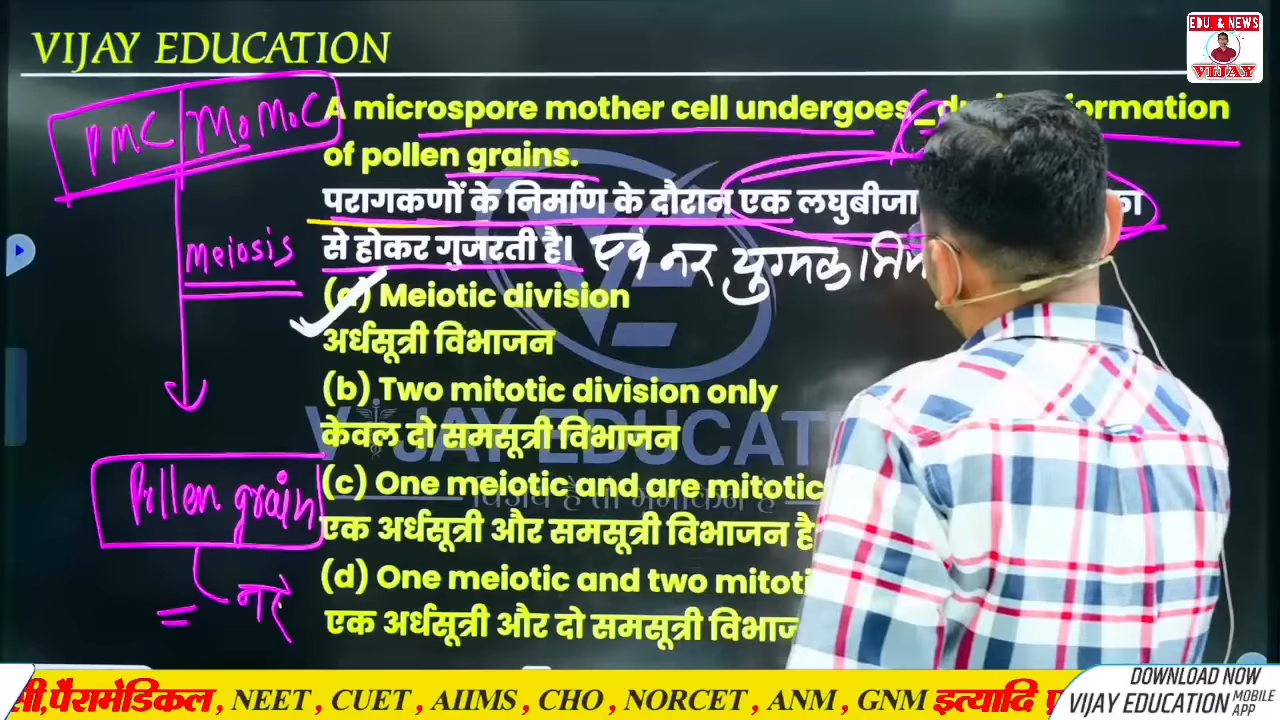 VIJAY EDUCATION
EDU. & NEWS
VIJAY
PMC / M.M.C
A microspore mother cell undergoes formation
of pollen grains.
परागकणों के निर्माण के दौरान एक लघुबीजा
से होकर गुजरती है। एवं नर युग्मक
meiosis
(a) Meiotic division
अर्धसूत्री विभाजन
(b) Two mitotic division only
केवल दो समसूत्री विभाजन
(c) One meiotic and are mitotic
एक अर्धसूत्री और समसूत्री विभाजन है
Pollen grain
(d) One meiotic and two
एक अर्धसूत्री और दो समसूत्री
नर
पैरामेडिकल, NEET, CUET, AIIMS, CHO, NORCET, ANM, GNM इत्यादि
DOWNLOAD NOW
VIJAY EDUCATION MOBILE APP